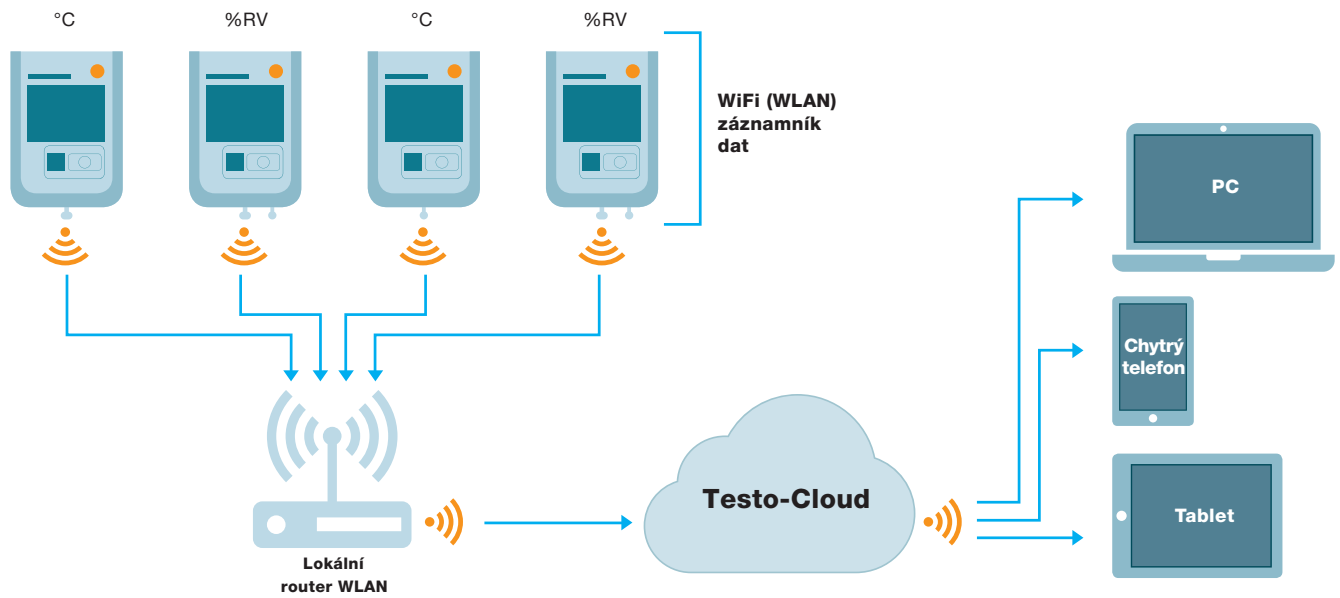 °C
%RV
°C
%RV
WiFi (WLAN)
záznamník
dat
PC
Chytrý
telefon
Testo-Cloud
Tablet
Lokální
router WLAN